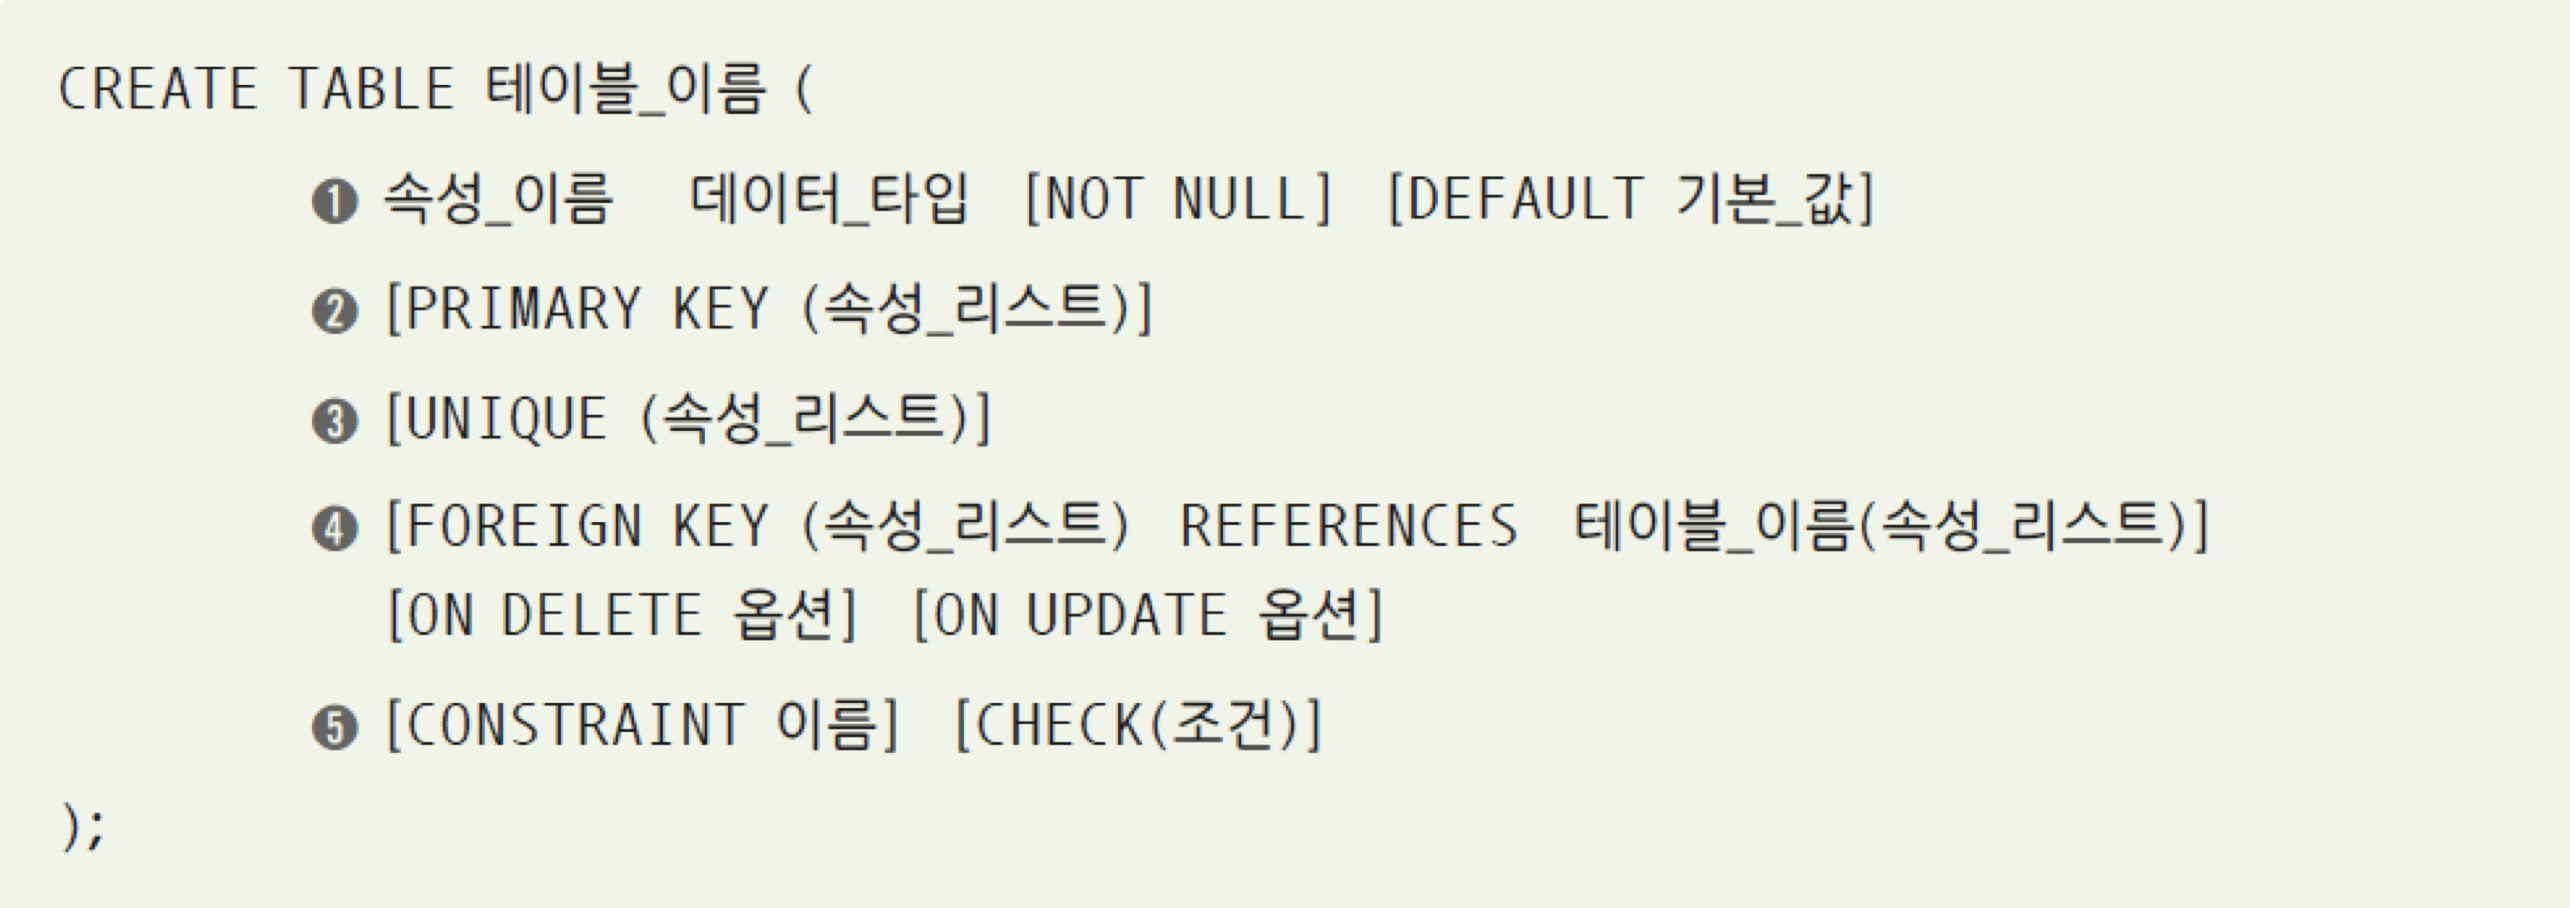 CREATE TABLE 테이블_이름 (
❶ 속성_이름 데이터_타입 [NOT NULL] [DEFAULT 기본_값]
❷ [PRIMARY KEY (속성_리스트)]
❸ [UNIQUE (속성_리스트)]
❹ [FOREIGN KEY (속성_리스트) REFERENCES 테이블_이름(속성_리스트)]
[ON DELETE 옵션] [ON UPDATE 옵션]
❺ [CONSTRAINT 이름] [CHECK(조건)]
);